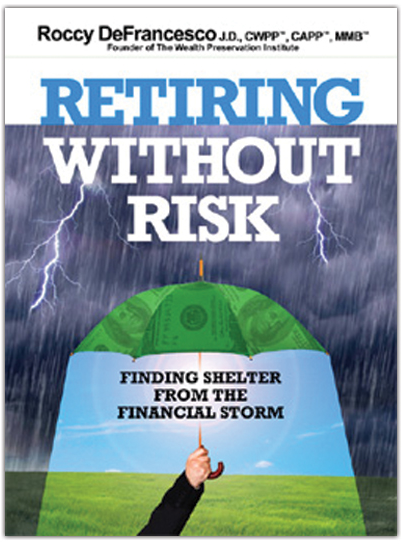 Roccy DeFrancesco J.D., CWPP™, CAPP™, MMB™
Founder of The Wealth Preservation Institute
RETIRING
WITHOUT
RISK
FINDING SHELTER
FROM THE
FINANCIAL STORM